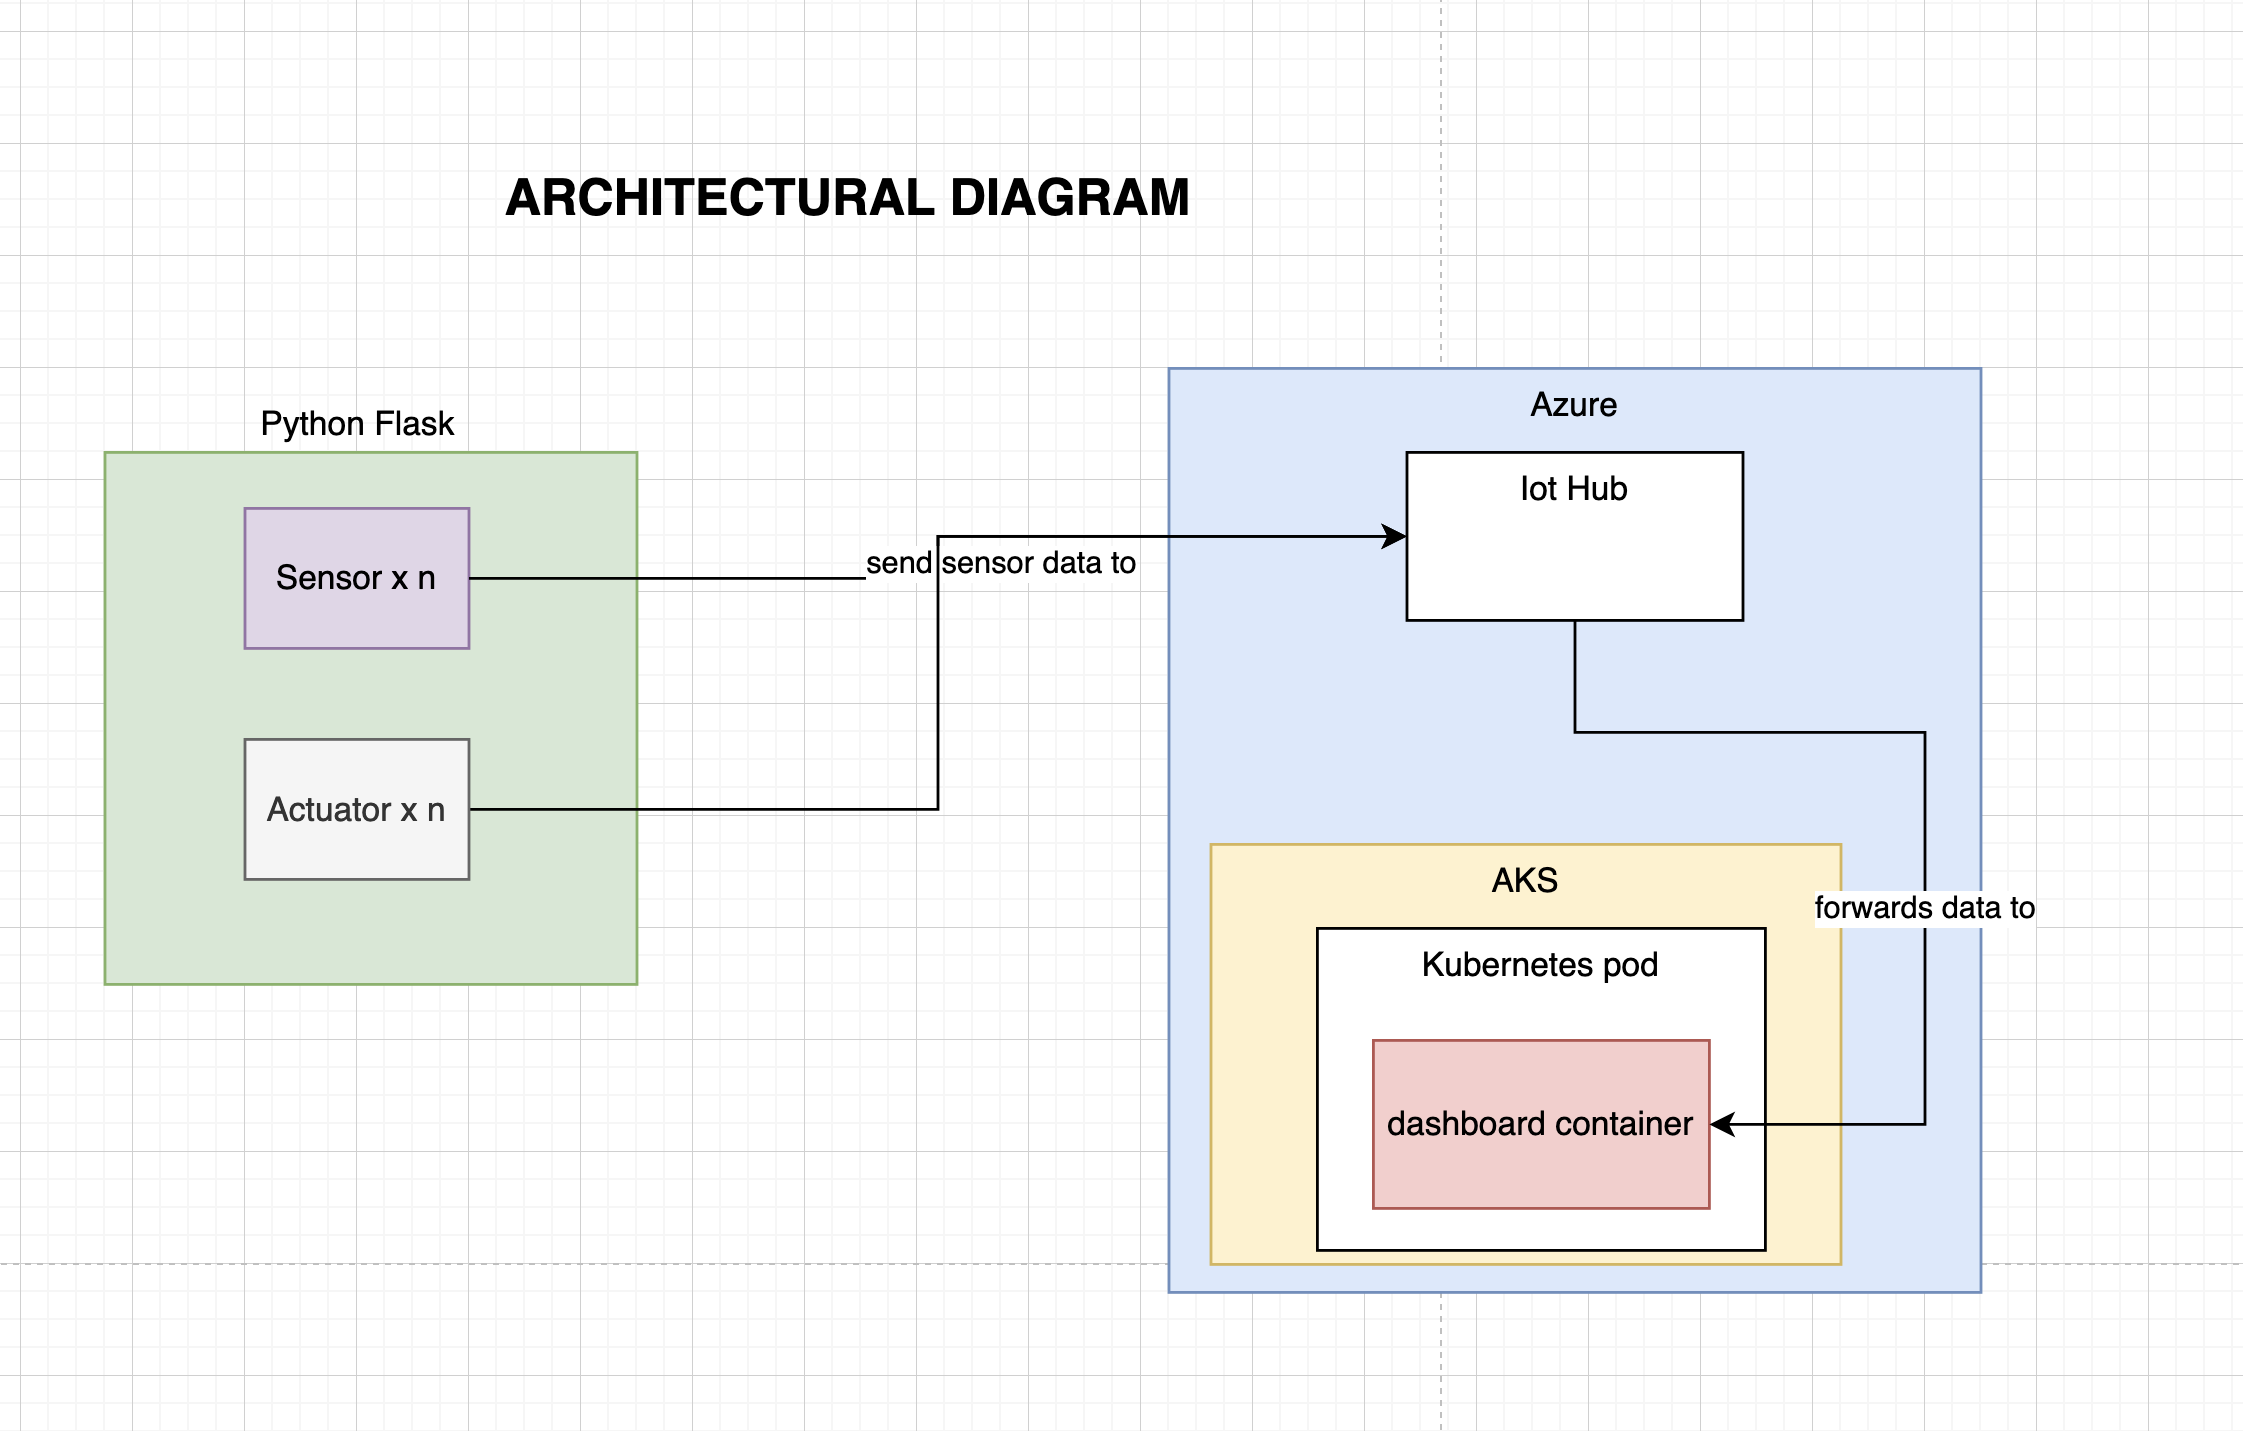 ARCHITECTURAL DIAGRAM
Python Flask
Sensor x n
Actuator x n
send sensor data to
Azure
Iot Hub
forwards data to
AKS
Kubernetes pod
dashboard container